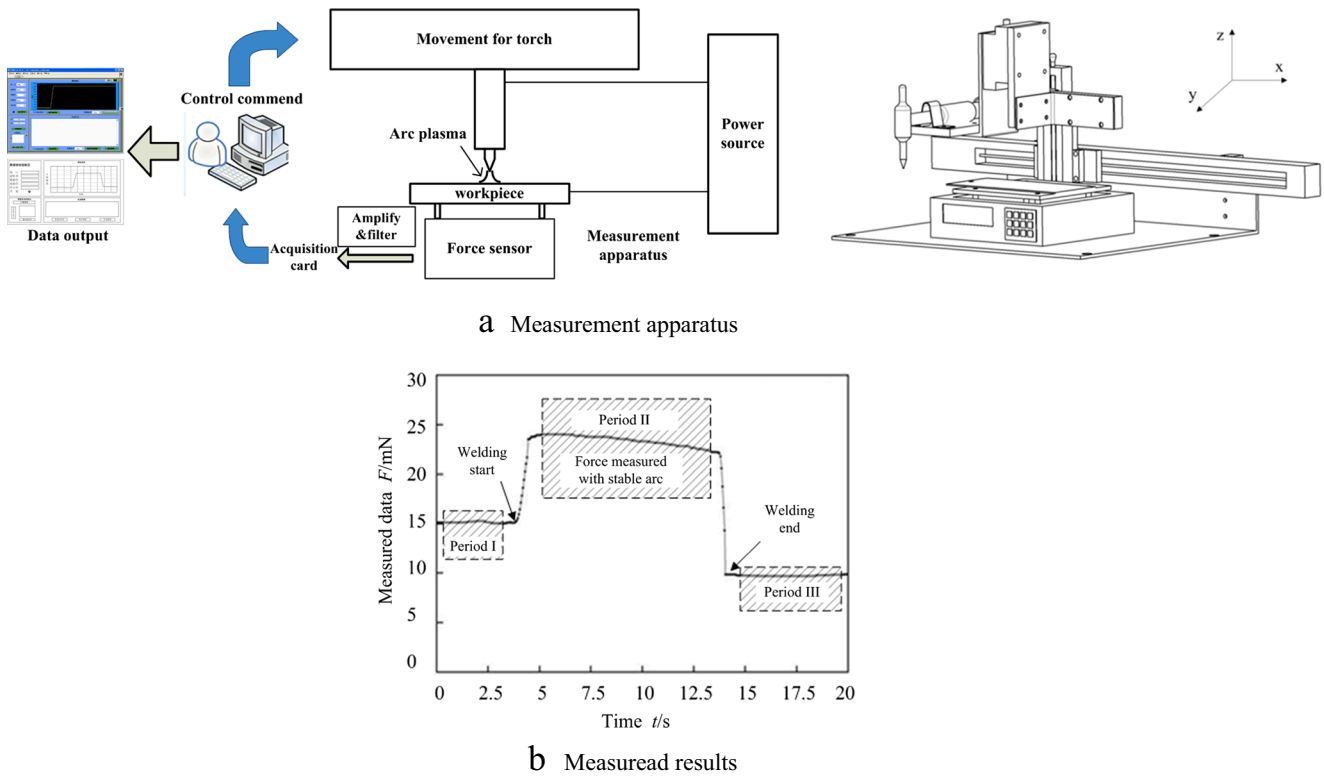 Movement for torch
Control commend
Arc plasma
Power
source
workpiece
Amplify
&filter
Force sensor
Measurement
apparatus
Acquisition
card
Data output
z
x
y
a Measurement apparatus
Measured data F/mN
30
25
20
15
10
5
0
Welding
start
Period I
Period II
Force measured
with stable arc
Welding
end
Period III
0 2.5 5 7.5 10 12.5 15 17.5 20
Time t/s
b Measuread results